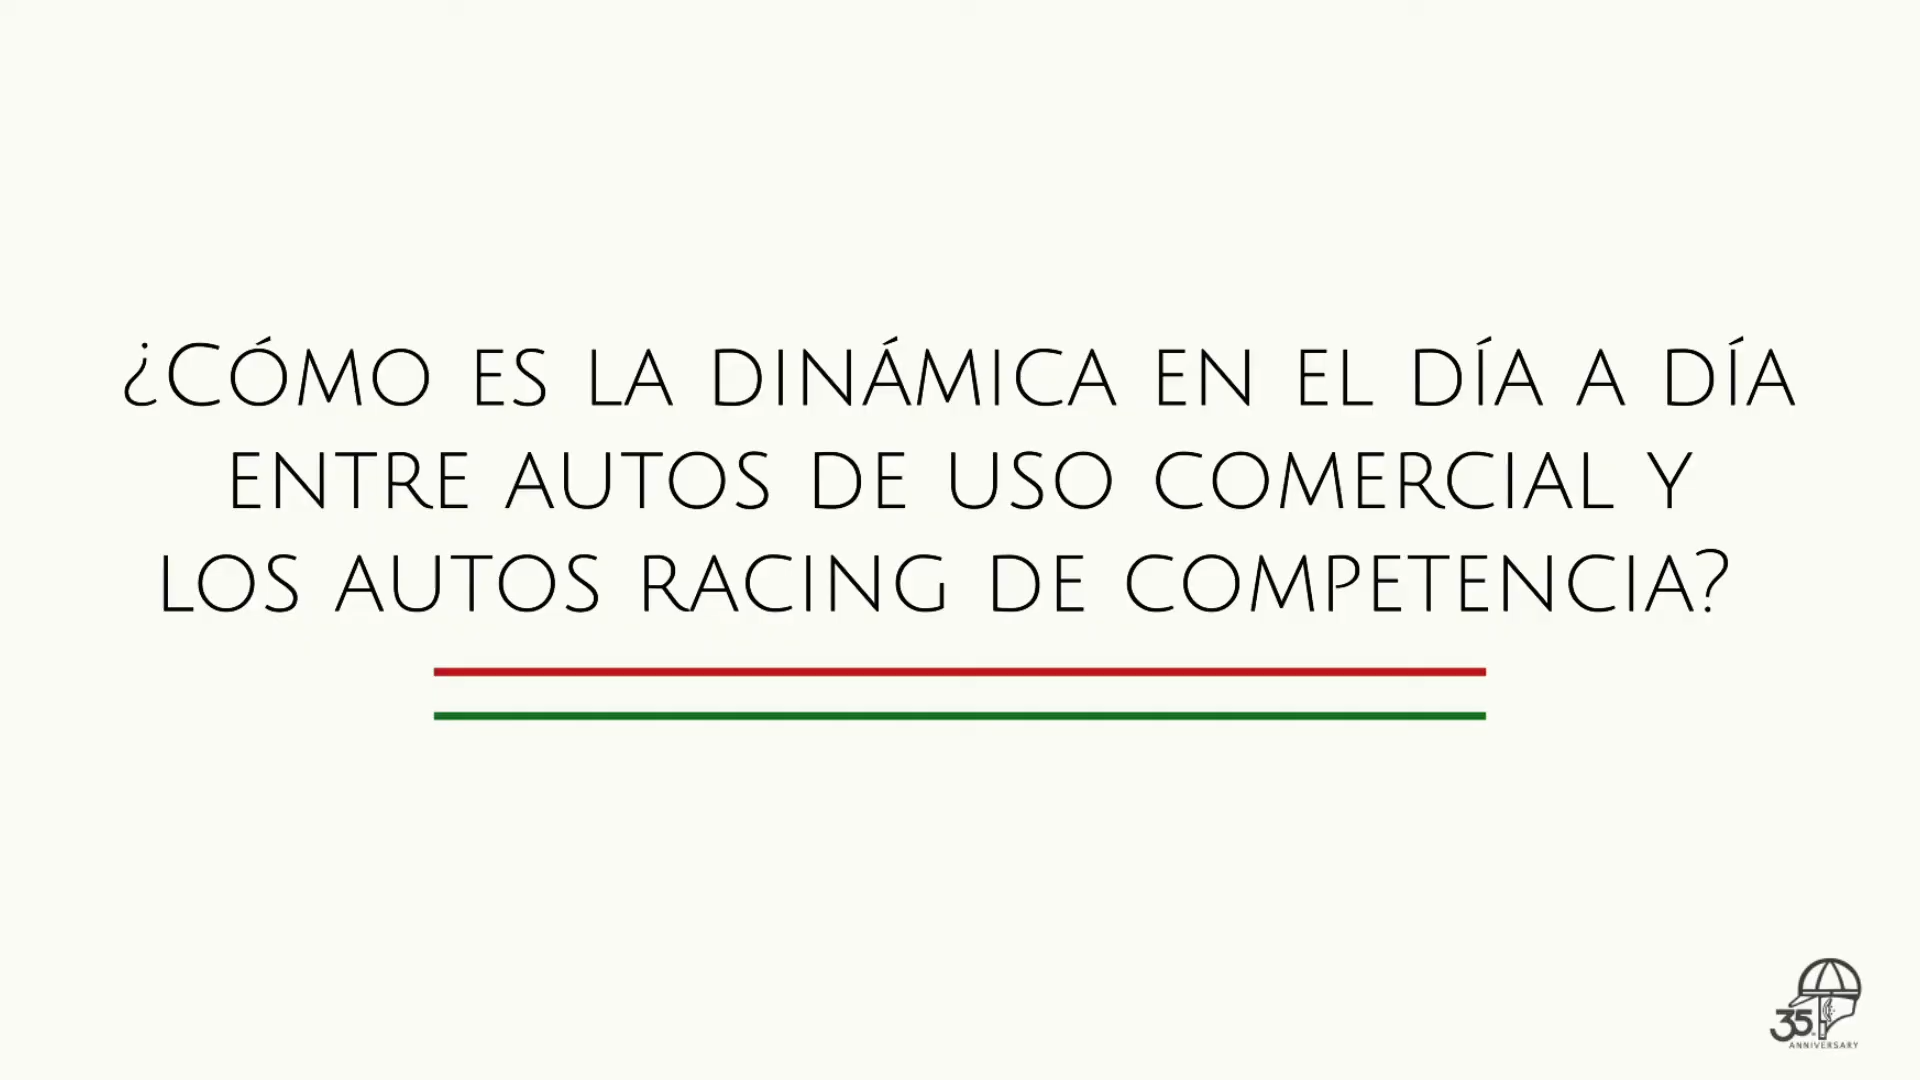 ¿Cómo es la dinámica en el día a día
entre autos de uso comercial y
los autos racing de competencia?
35
ANNIVERSARY